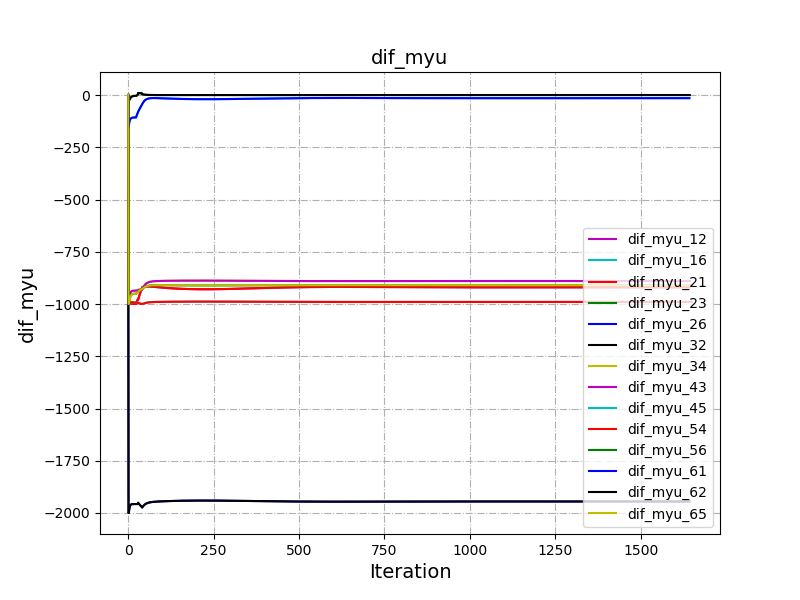 dif_myu
0
−250
−500
−750
−1000
−1250
−1500
−1750
−2000
dif_myu
dif_myu_12
dif_myu_16
dif_myu_21
dif_myu_23
dif_myu_26
dif_myu_32
dif_myu_34
dif_myu_43
dif_myu_45
dif_myu_54
dif_myu_56
dif_myu_61
dif_myu_62
dif_myu_65
0 250 500 750 1000 1250 1500
Iteration